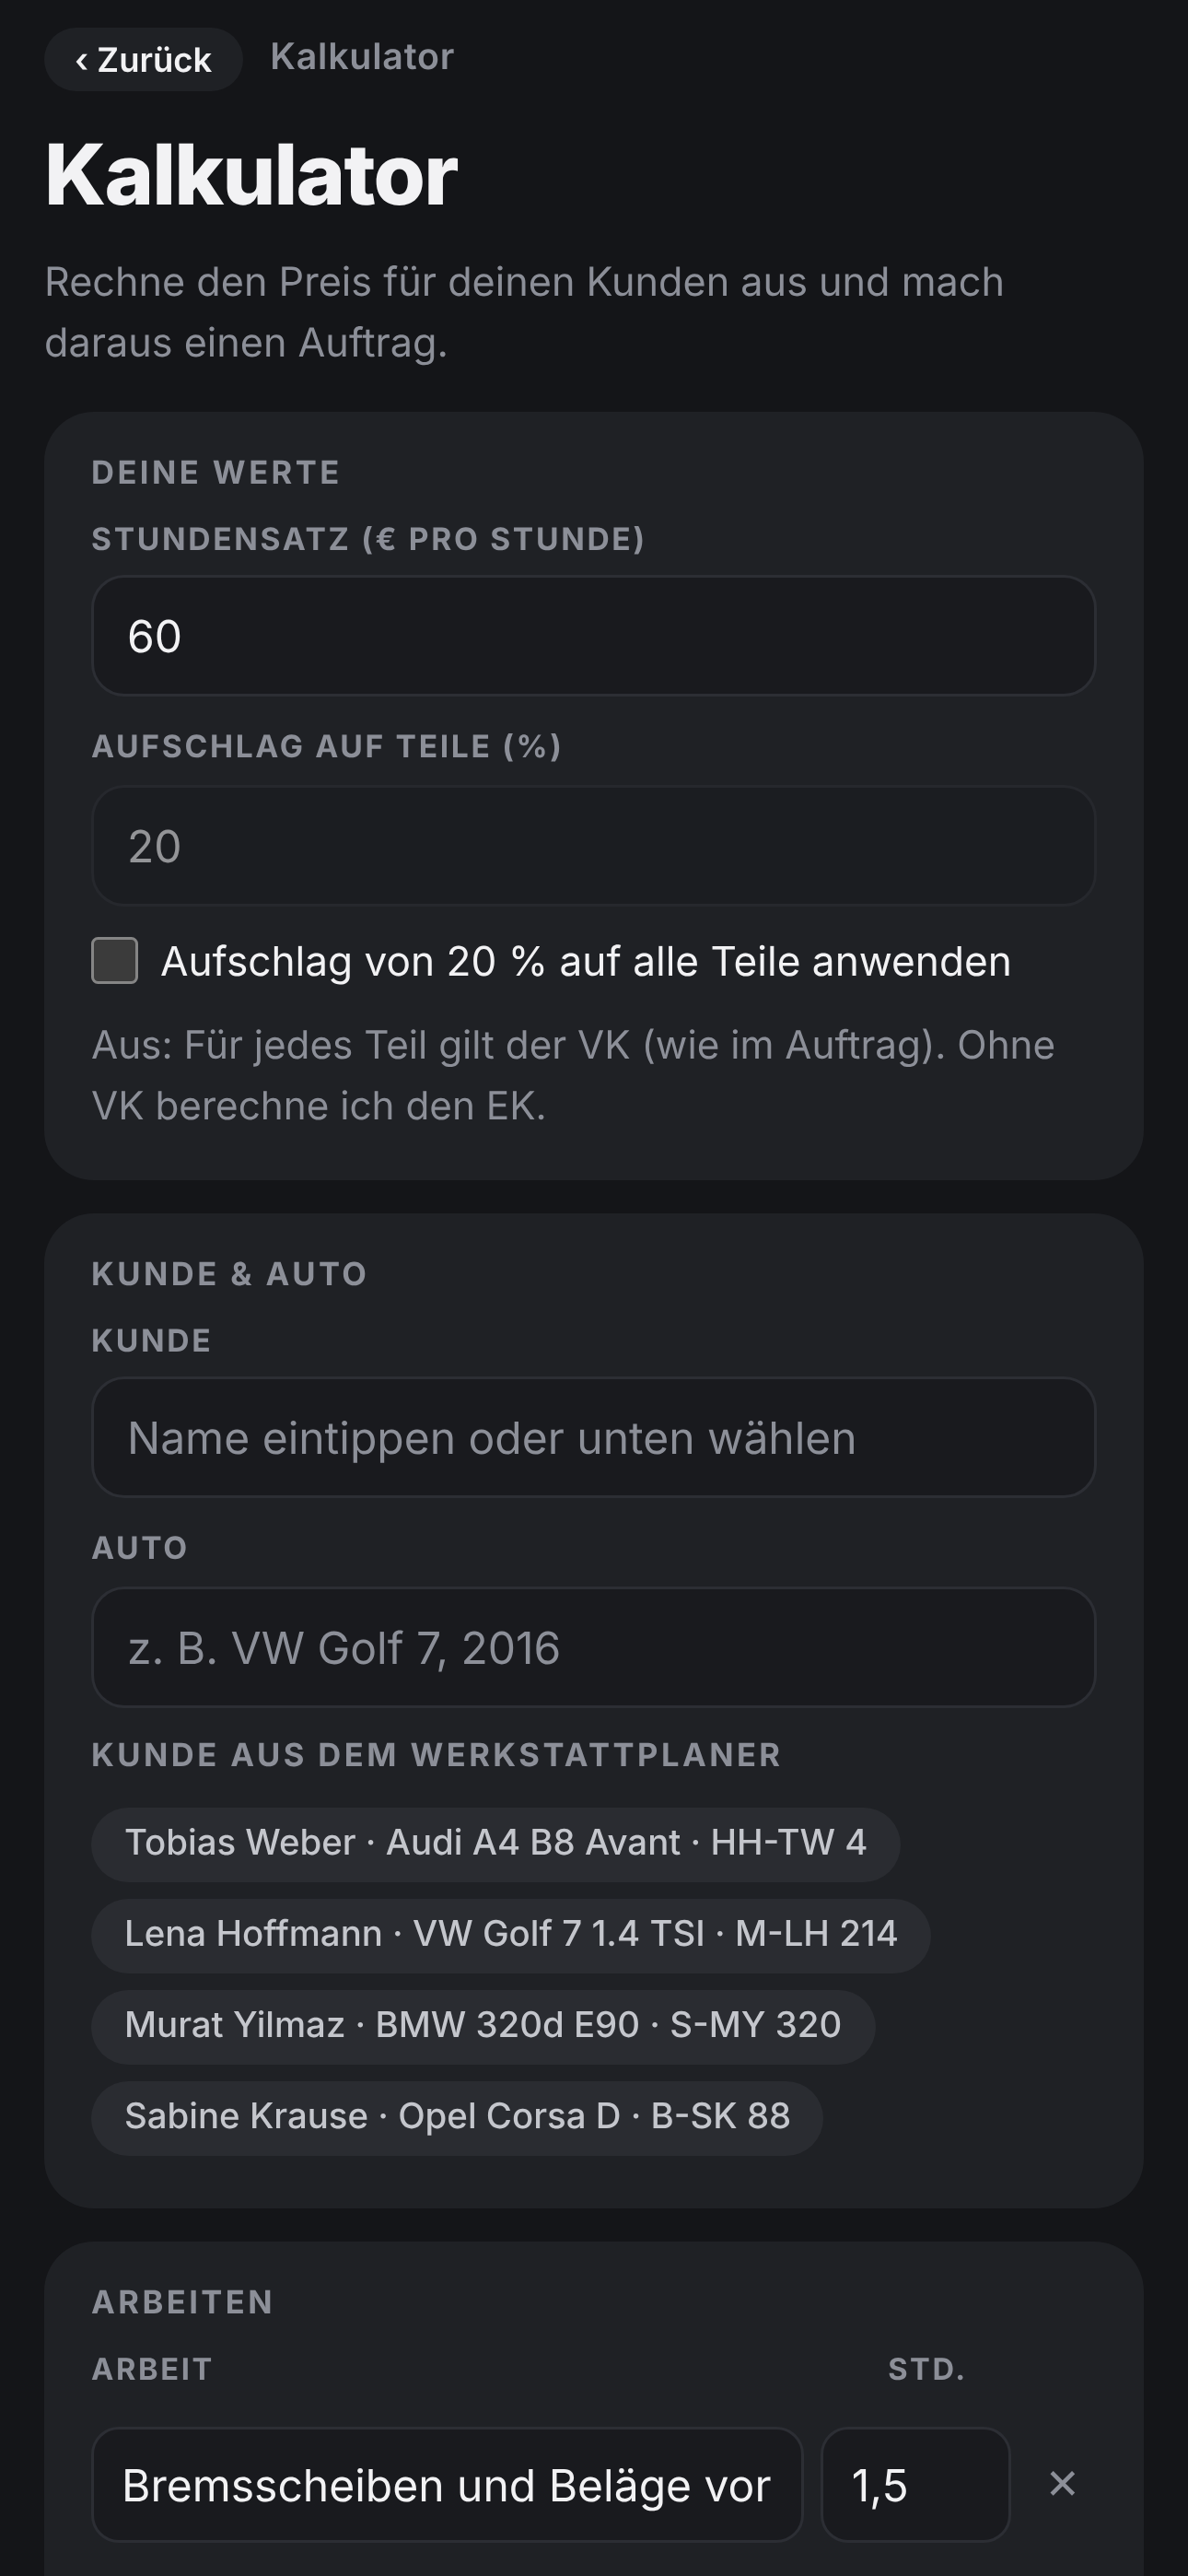 ‹ Zurück Kalkulator
Kalkulator
Rechne den Preis für deinen Kunden aus und mach
daraus einen Auftrag.
DEINE WERTE
STUNDENSATZ (€ PRO STUNDE)
60
AUFSCHLAG AUF TEILE (%)
20
Aufschlag von 20 % auf alle Teile anwenden
Aus: Für jedes Teil gilt der VK (wie im Auftrag). Ohne
VK berechne ich den EK.
KUNDE & AUTO
KUNDE
Name eintippen oder unten wählen
AUTO
z. B. VW Golf 7, 2016
KUNDE AUS DEM WERKSTATTPLANER
Tobias Weber · Audi A4 B8 Avant · HH-TW 4
Lena Hoffmann · VW Golf 7 1.4 TSI · M-LH 214
Murat Yilmaz · BMW 320d E90 · S-MY 320
Sabine Krause · Opel Corsa D · B-SK 88
ARBEITEN
ARBEIT STD.
Bremsscheiben und Beläge vor 1,5 ✕